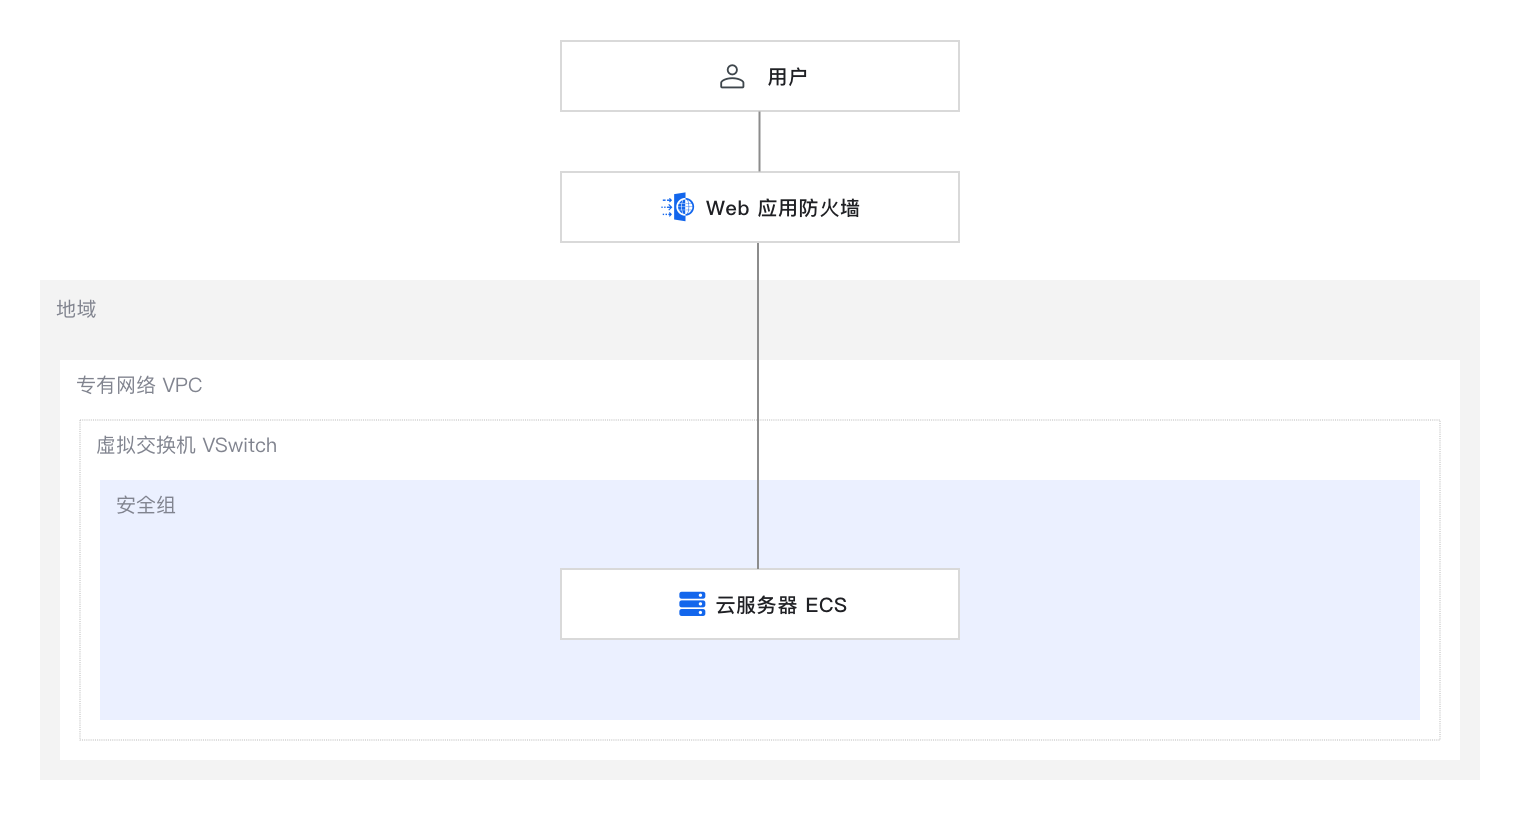 用户
Web 应用防火墙
地域
专有网络 VPC
虚拟交换机 VSwitch
安全组
云服务器 ECS